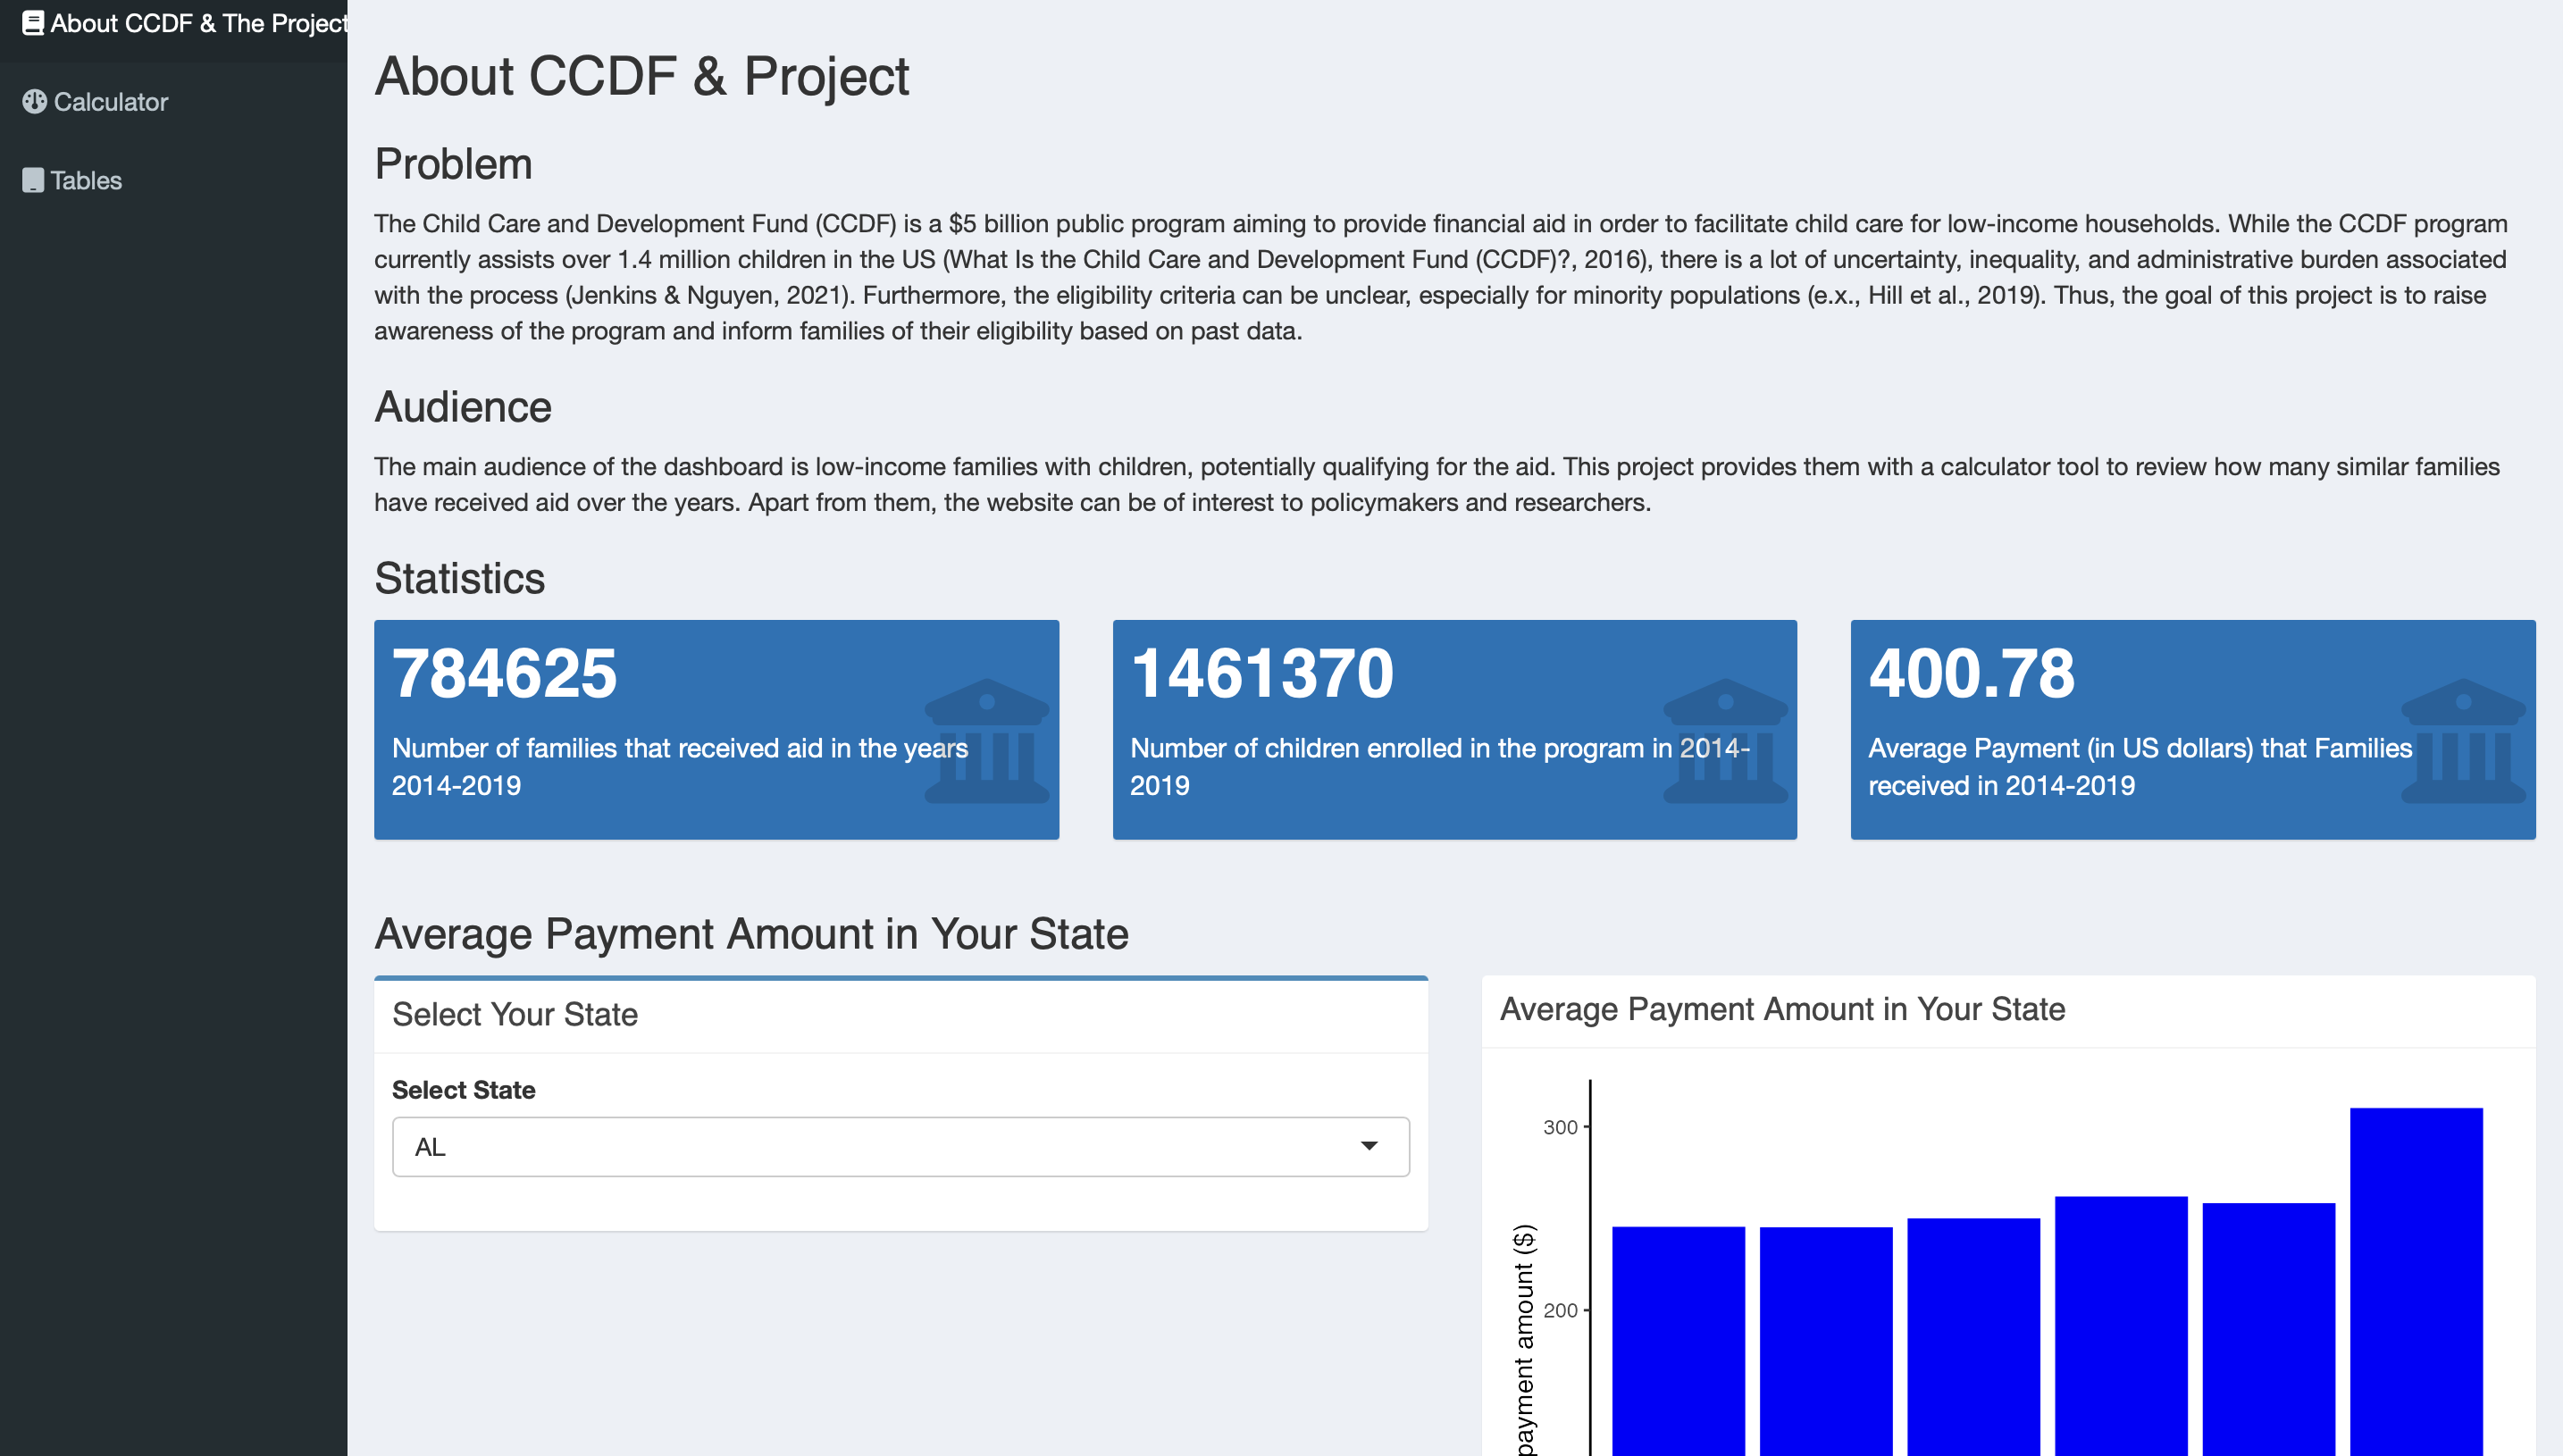 About CCDF & The Project
Calculator
Tables
About CCDF & Project
Problem
The Child Care and Development Fund (CCDF) is a $5 billion public program aiming to provide financial aid in order to facilitate child care for low-income households. While the CCDF program
currently assists over 1.4 million children in the US (What Is the Child Care and Development Fund (CCDF)?, 2016), there is a lot of uncertainty, inequality, and administrative burden associated
with the process (Jenkins & Nguyen, 2021). Furthermore, the eligibility criteria can be unclear, especially for minority populations (e.x., Hill et al., 2019). Thus, the goal of this project is to raise
awareness of the program and inform families of their eligibility based on past data.
Audience
The main audience of the dashboard is low-income families with children, potentially qualifying for the aid. This project provides them with a calculator tool to review how many similar families
have received aid over the years. Apart from them, the website can be of interest to policymakers and researchers.
Statistics
784625
Number of families that received aid in the years
2014-2019
1461370
Number of children enrolled in the program in 2014-
2019
400.78
Average Payment (in US dollars) that Families
received in 2014-2019
Average Payment Amount in Your State
Select Your State
Select State
AL
Average Payment Amount in Your State
300
200
payment amount ($)